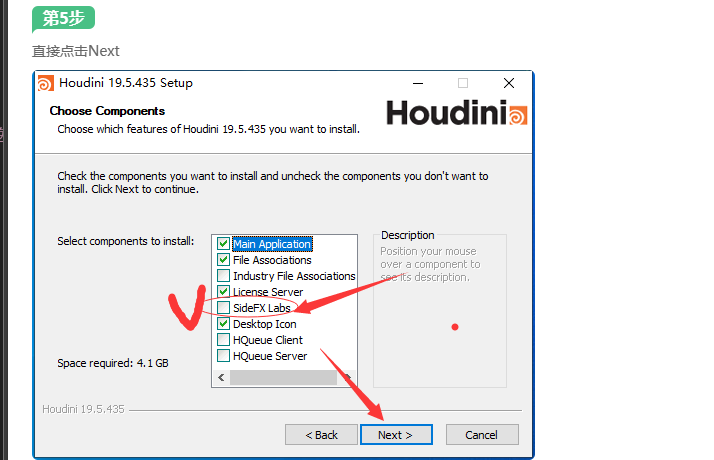 第5步
直接点击Next
Houdini 19.5.435 Setup
Choose Components
Choose which features of Houdini 19.5.435 you want to install.
Houdini
Check the components you want to install and uncheck the components you don't want to
install. Click Next to continue.
Select components to install:
Main Application
File Associations
Industry File Associations
License Server
SideFX Labs
Desktop Icon
HQueue Client
HQueue Server
Description
Position your mouse
over a component to
see its description.
Space required: 4.1 GB
Houdini 19.5.435
< Back
Next >
Cancel